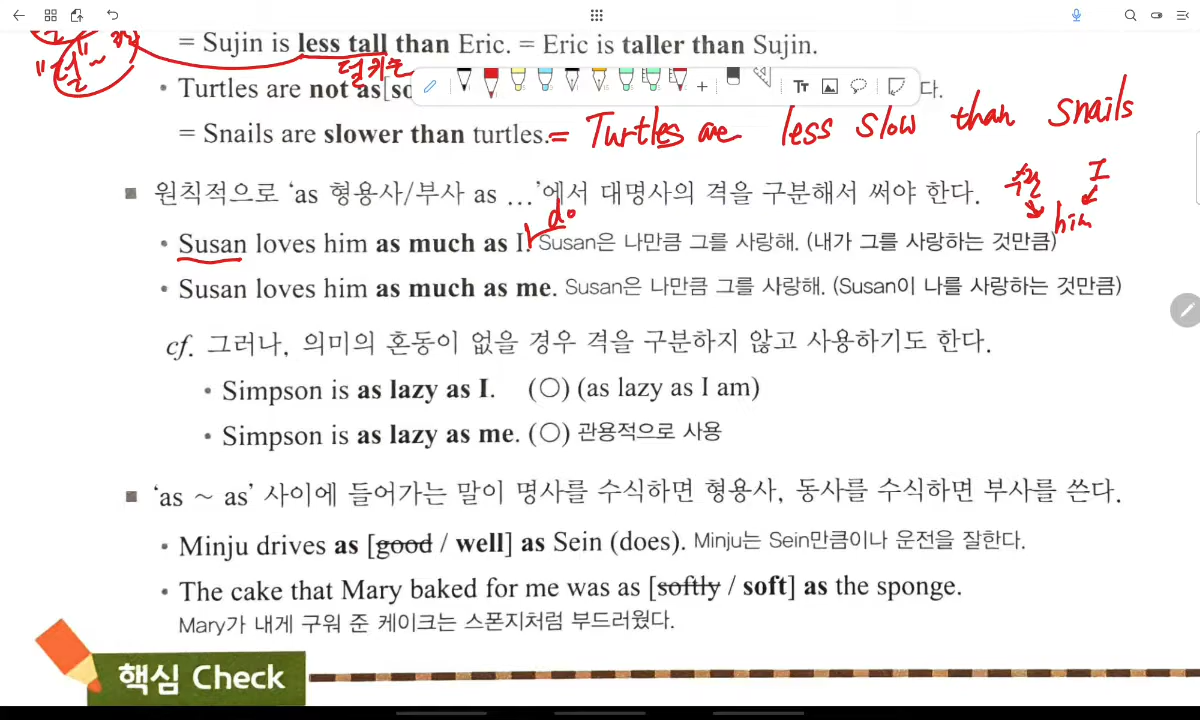 "덜~"
= Sujin is less tall than Eric. = Eric is taller than Sujin.
덜 키큰
• Turtles are not as[so
다.
= Snails are slower than turtles. = Turtles are less slow than snails
■ 원칙적으로 ‘as 형용사/부사 as …’에서 대명사의 격을 구분해서 써야 한다.
I
him
do
• Susan loves him as much as I. Susan은 나만큼 그를 사랑해. (내가 그를 사랑하는 것만큼)
• Susan loves him as much as me. Susan은 나만큼 그를 사랑해. (Susan이 나를 사랑하는 것만큼)
cf. 그러나, 의미의 혼동이 없을 경우 격을 구분하지 않고 사용하기도 한다.
• Simpson is as lazy as I. (○) (as lazy as I am)
• Simpson is as lazy as me. (○) 관용적으로 사용
■ ‘as ~ as’ 사이에 들어가는 말이 명사를 수식하면 형용사, 동사를 수식하면 부사를 쓴다.
• Minju drives as [good / well] as Sein (does). Minju는 Sein만큼이나 운전을 잘한다.
• The cake that Mary baked for me was as [softly / soft] as the sponge.
Mary가 내게 구워 준 케이크는 스폰지처럼 부드러웠다.
핵심 Check